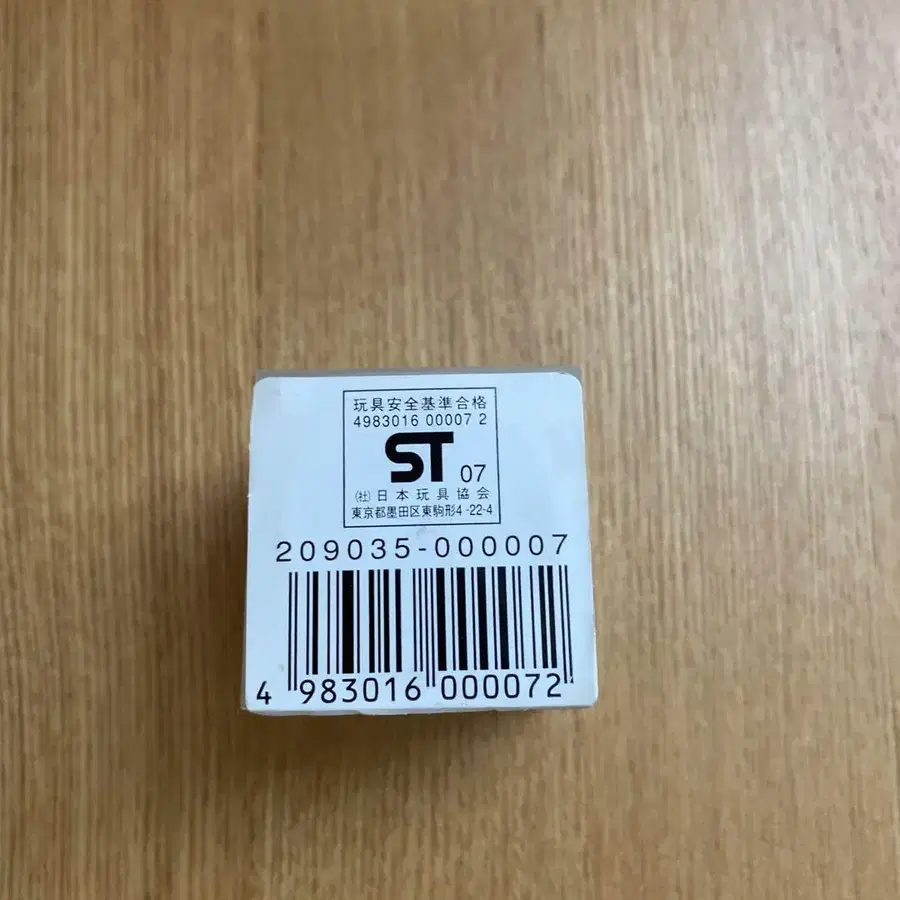 玩具安全基準合格
4983016 00007 2
ST 07
(社)日本玩具協会
東京都墨田区東駒形4-22-4
209035-000007
4 983016 000072